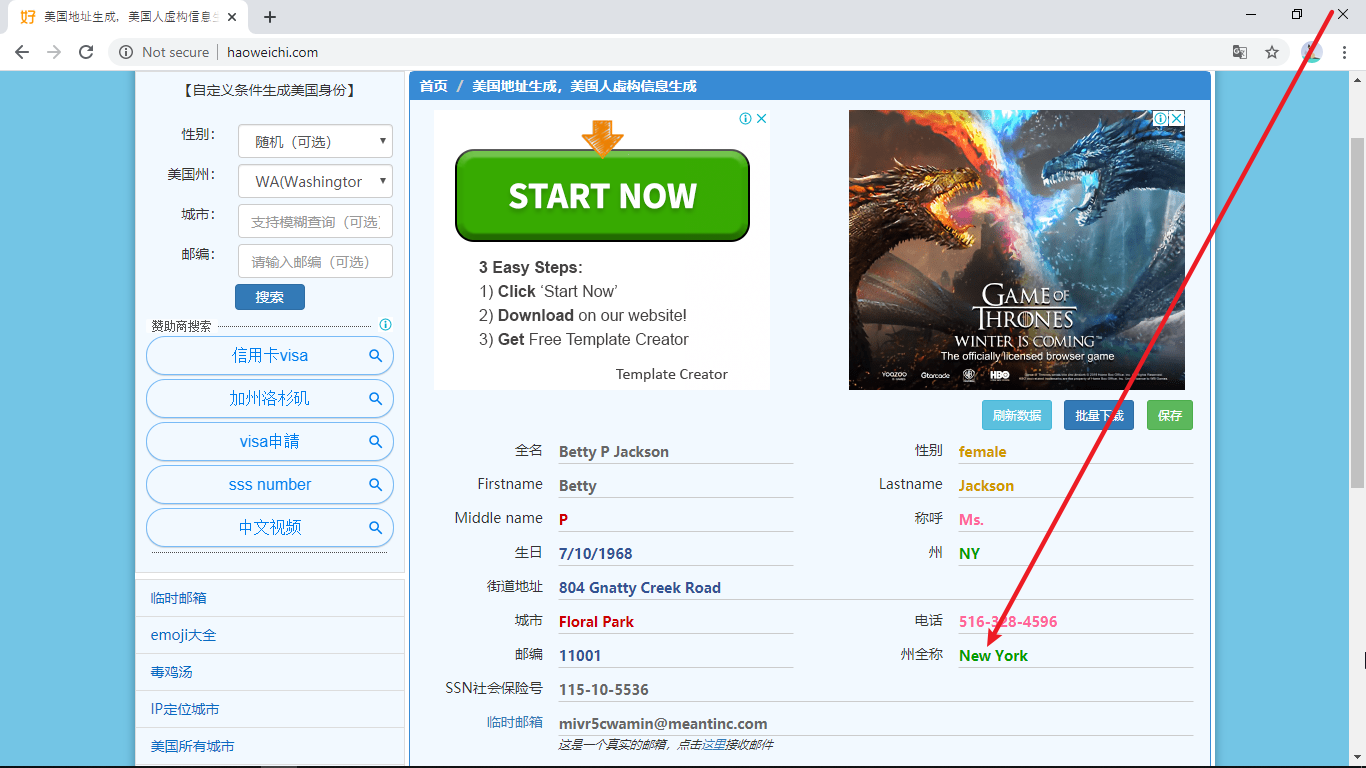 美国地址生成，美国人虚构信息生
Not secure
haoweichi.com
【自定义条件生成美国身份】
性别：
随机（可选）
美国州：
WA(Washingtor
城市：
支持模糊查询（可选）
邮编：
请输入邮编（可选）
搜索
赞助商搜索
信用卡visa
加州洛杉矶
visa申請
sss number
中文视频
临时邮箱
emoji大全
毒鸡汤
IP定位城市
美国所有城市
首页 / 美国地址生成，美国人虚构信息生成
START NOW
3 Easy Steps:
1) Click ‘Start Now’
2) Download on our website!
3) Get Free Template Creator
Template Creator
GAME OF
THRONES
WINTER IS COMING™
The officially licensed browser game
YOOZOO
Gtarcade
HBO
刷新数据
批量下载
保存
全名 Betty P Jackson
性别 female
Firstname Betty
Lastname Jackson
Middle name P
称呼 Ms.
生日 7/10/1968
州 NY
街道地址 804 Gnatty Creek Road
城市 Floral Park
电话 516-328-4596
邮编 11001
州全称 New York
SSN社会保险号 115-10-5536
临时邮箱 mivr5cwamin@meantinc.com
这是一个真实的邮箱，点击这里接收邮件